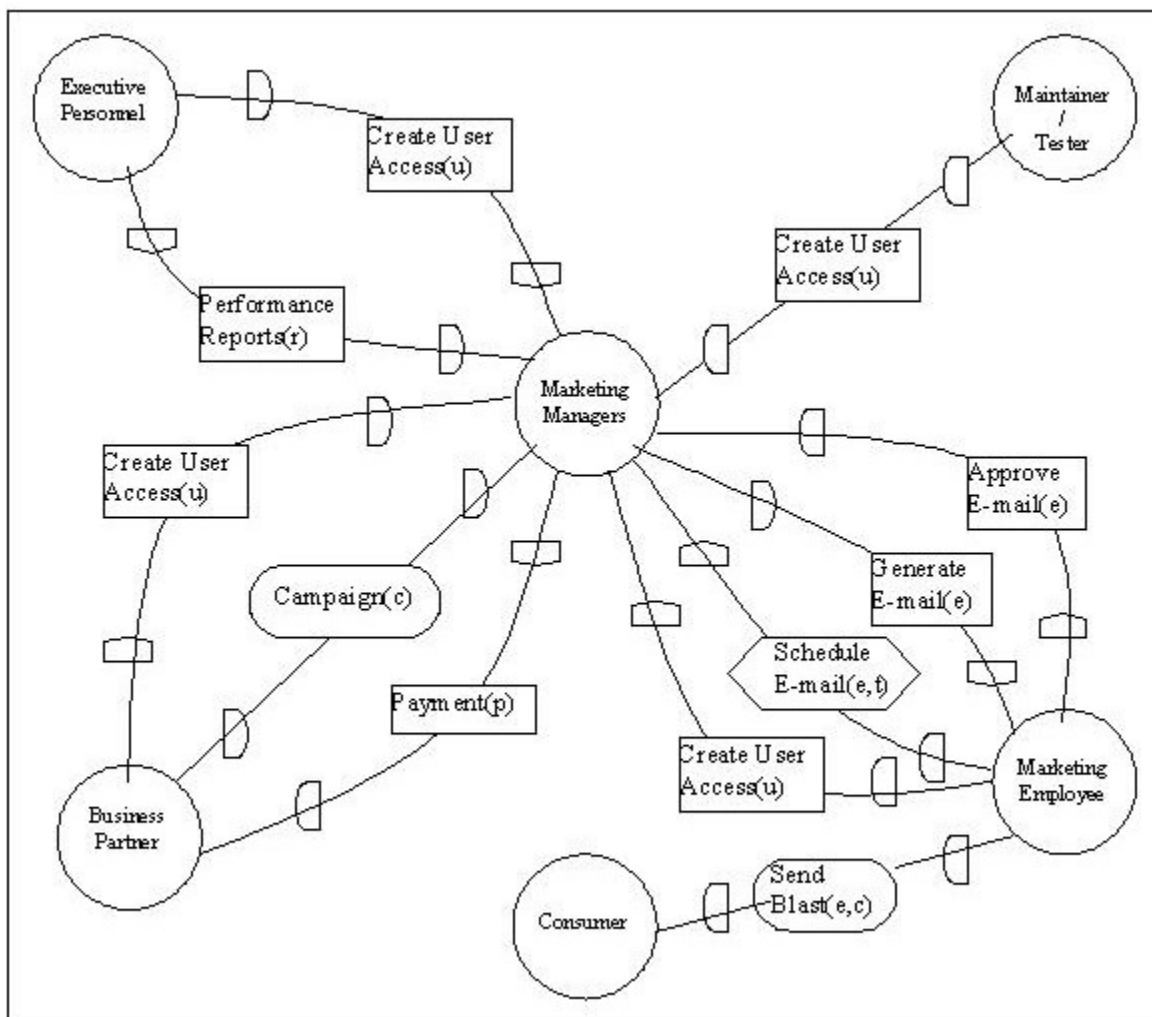 Executive
Personnel
Create User
Access(u)
Maintainer
/
Tester
Create User
Access(u)
Performance
Reports(r)
Marketing
Managers
Create User
Access(u)
Approve
E-mail(e)
Campaign(c)
Generate
E-mail(e)
Schedule
E-mail(e,t)
Payment(p)
Create User
Access(u)
Marketing
Employee
Business
Partner
Send
Blast(e,c)
Consumer